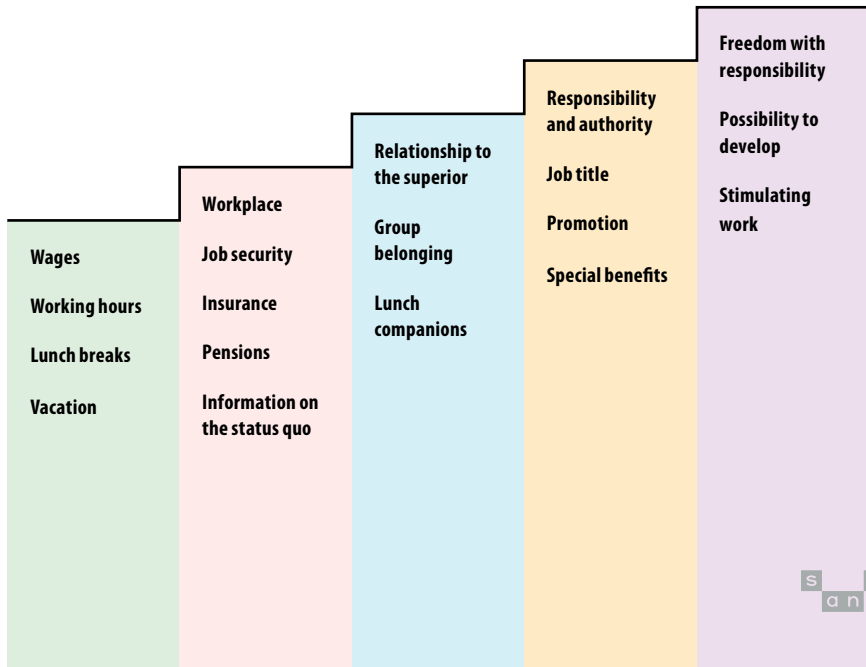 Wages
Working hours
Lunch breaks
Vacation
Workplace
Job security
Insurance
Pensions
Information on
the status quo
Relationship to
the superior
Group
belonging
Lunch
companions
Responsibility
and authority
Job title
Promotion
Special benefits
Freedom with
responsibility
Possibility to
develop
Stimulating
work
s
an